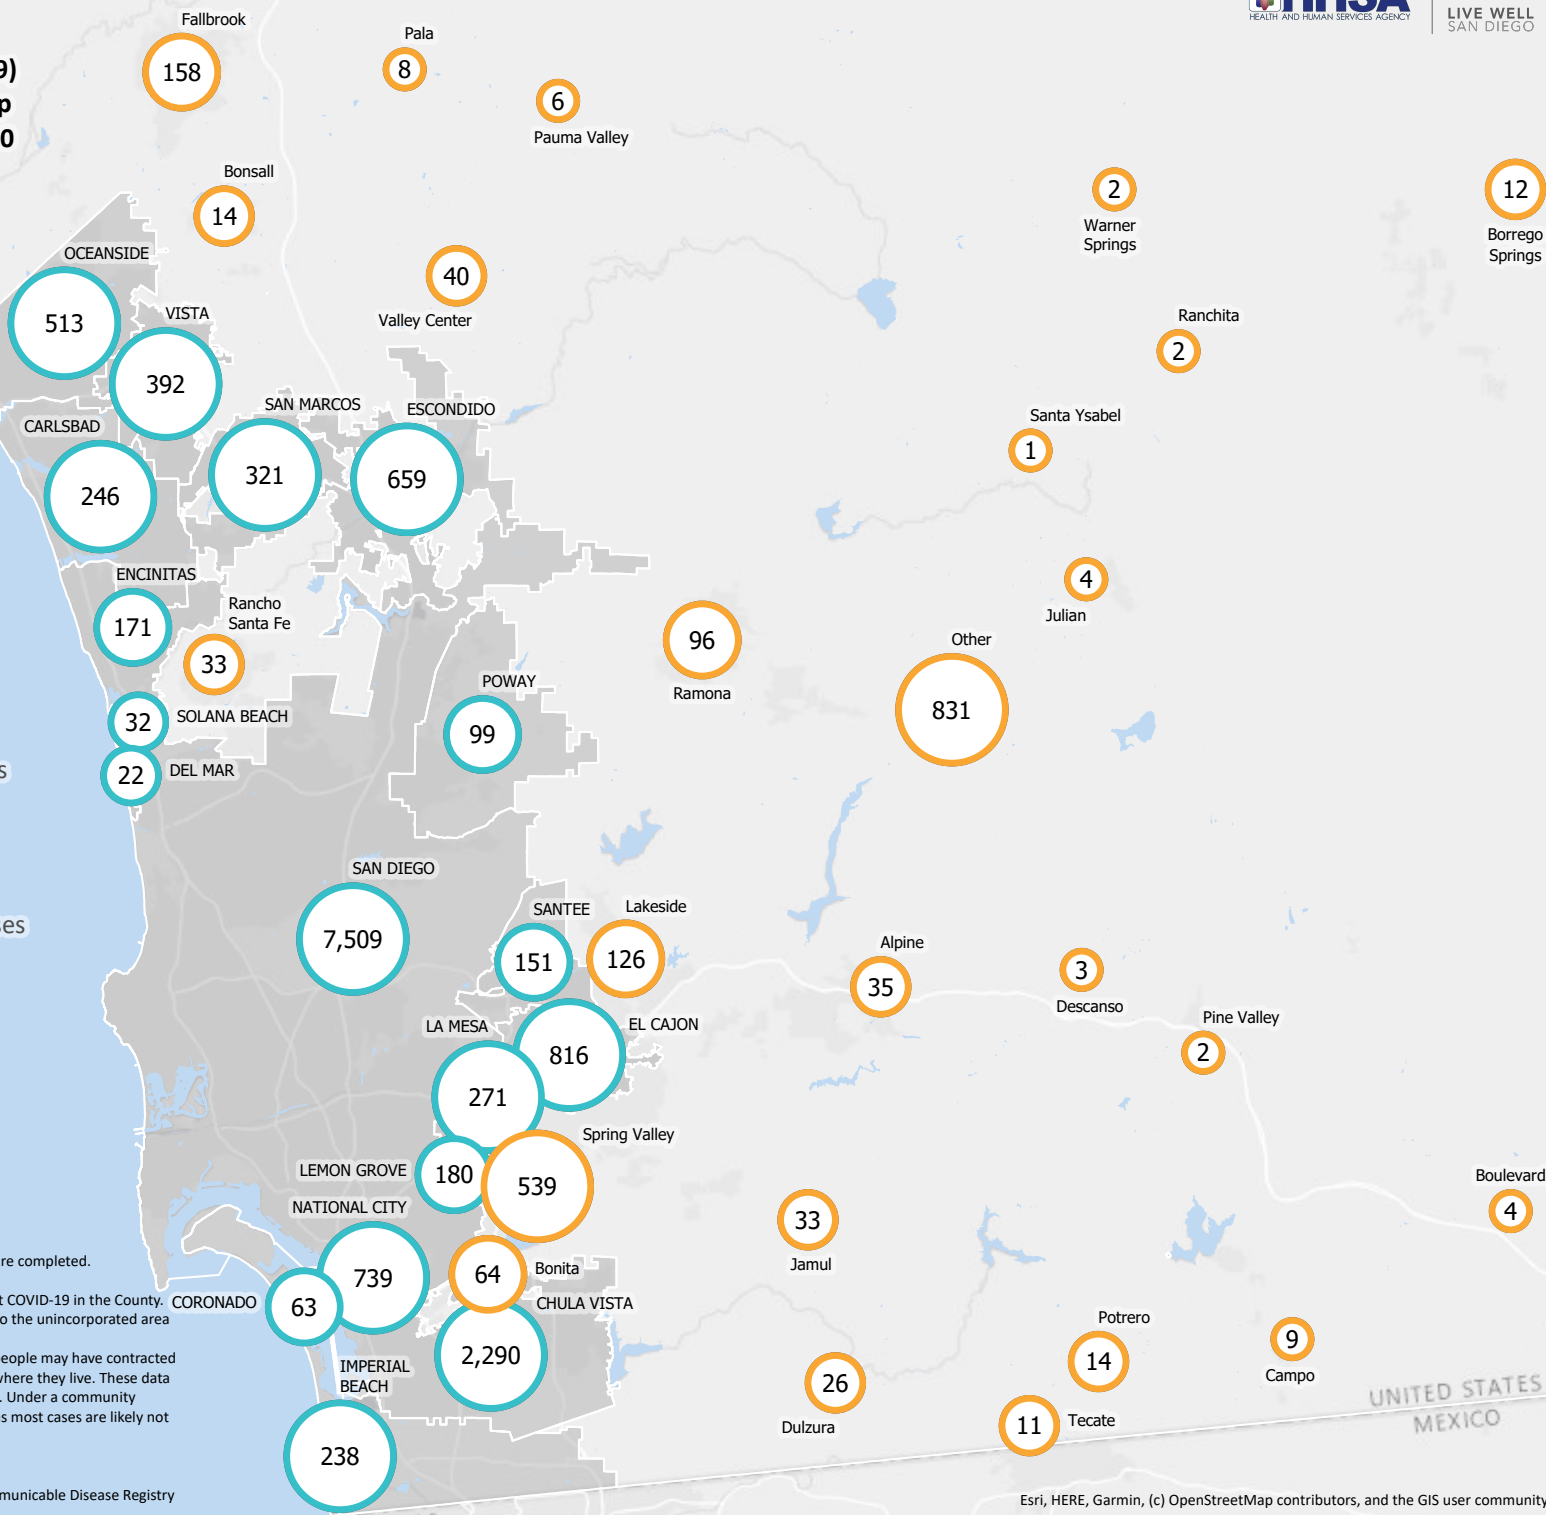 HHSA
HEALTH AND HUMAN SERVICES AGENCY
LIVE WELL
SAN DIEGO
9)
p
0
Fallbrook
158
Pala
8
6
Pauma Valley
Bonsall
14
2
Warner
Springs
12
Borrego
Springs
OCEANSIDE
513
40
Valley Center
VISTA
392
Ranchita
2
SAN MARCOS
321
ESCONDIDO
659
CARLSBAD
246
Santa Ysabel
1
ENCINITAS
171
Rancho
Santa Fe
33
4
Julian
96
Ramona
Other
831
POWAY
99
32
SOLANA BEACH
22
DEL MAR
s
SAN DIEGO
7,509
ses
SANTEE
151
Lakeside
126
Alpine
35
3
Descanso
Pine Valley
2
LA MESA
271
816
EL CAJON
Spring Valley
539
LEMON GROVE
180
NATIONAL CITY
739
33
Jamul
Boulevard
4
64
Bonita
CORONADO
63
CHULA VISTA
2,290
Potrero
14
9
Campo
IMPERIAL
BEACH
238
26
Dulzura
11
Tecate
UNITED STATES
MEXICO
re completed.
t COVID-19 in the County.
o the unincorporated area
eople may have contracted
where they live. These data
. Under a community
s most cases are likely not
municable Disease Registry
Esri, HERE, Garmin, (c) OpenStreetMap contributors, and the GIS user community